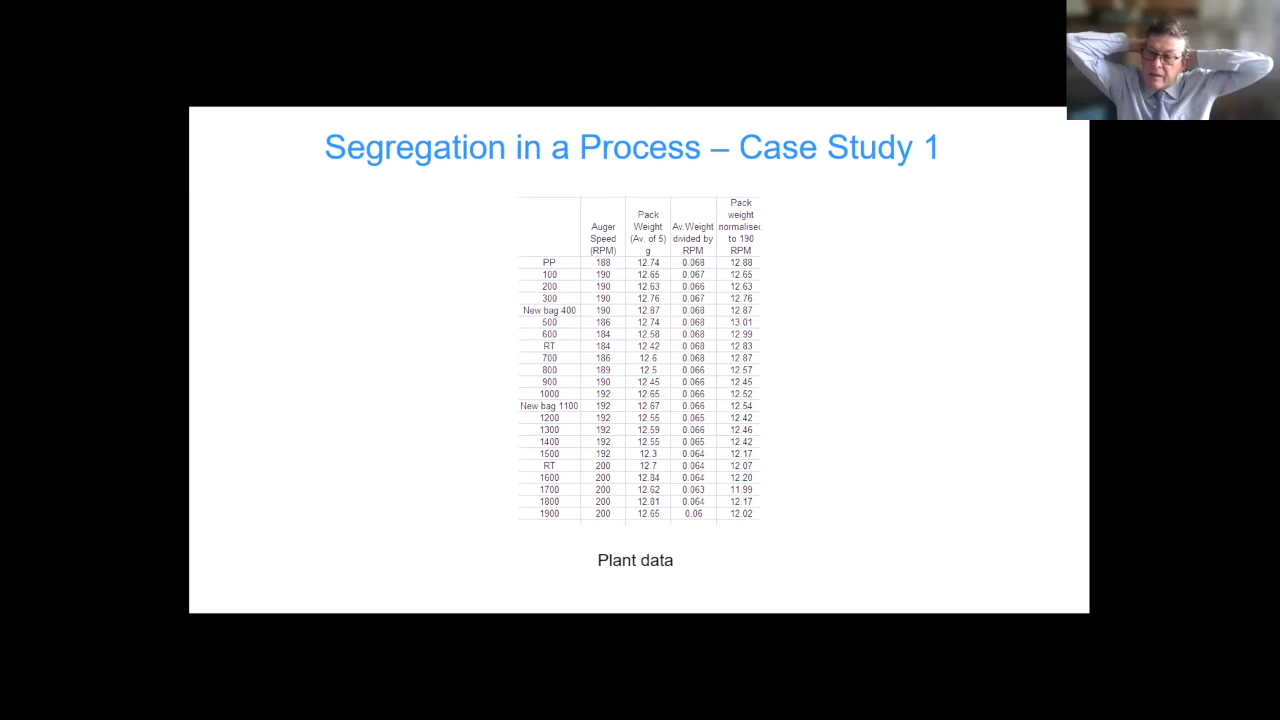 Segregation in a Process – Case Study 1
Auger Speed (RPM) Pack Weight (Av. of 5) g Av.Weight divided by RPM Pack weight normalised to 190 RPM
PP 188 12.74 0.068 12.88
100 190 12.65 0.067 12.65
200 190 12.63 0.066 12.63
300 190 12.76 0.067 12.76
New bag 400 190 12.87 0.068 12.87
500 186 12.74 0.068 13.01
600 184 12.58 0.068 12.99
RT 184 12.42 0.068 12.83
700 186 12.6 0.068 12.87
800 189 12.5 0.066 12.57
900 190 12.45 0.066 12.45
1000 192 12.65 0.066 12.52
New bag 1100 192 12.67 0.066 12.54
1200 192 12.55 0.065 12.42
1300 192 12.59 0.066 12.46
1400 192 12.55 0.065 12.42
1500 192 12.3 0.064 12.17
RT 200 12.7 0.064 12.07
1600 200 12.84 0.064 12.20
1700 200 12.62 0.063 11.99
1800 200 12.81 0.064 12.17
1900 200 12.65 0.06 12.02
Plant data